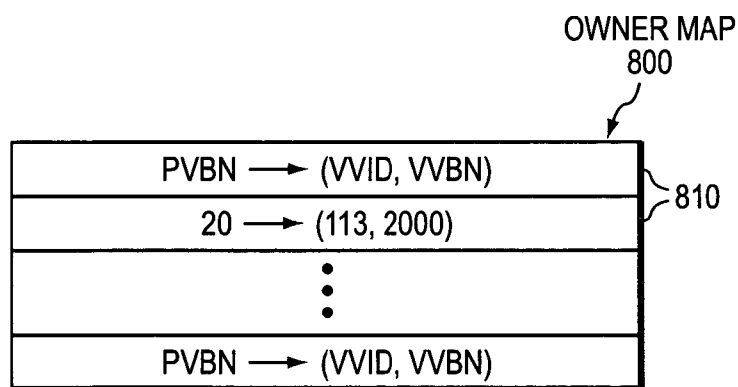 OWNER MAP
800
PVBN → (VVID, VVBN)
810
20 → (113, 2000)
PVBN → (VVID, VVBN)